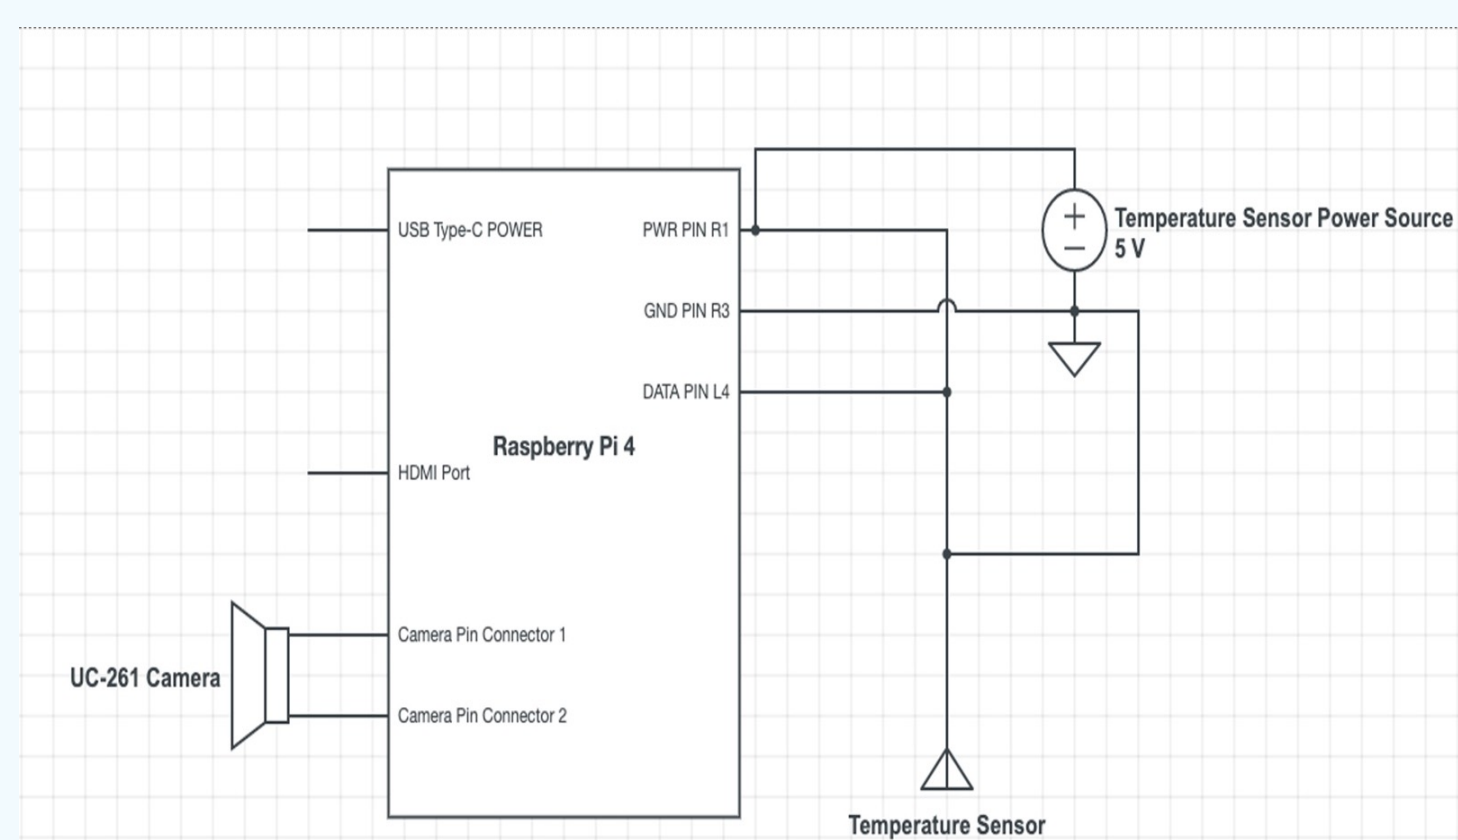 USB Type-C POWER
PWR PIN R1
Temperature Sensor Power Source
5 V
GND PIN R3
DATA PIN L4
Raspberry Pi 4
HDMI Port
Camera Pin Connector 1
UC-261 Camera
Camera Pin Connector 2
Temperature Sensor